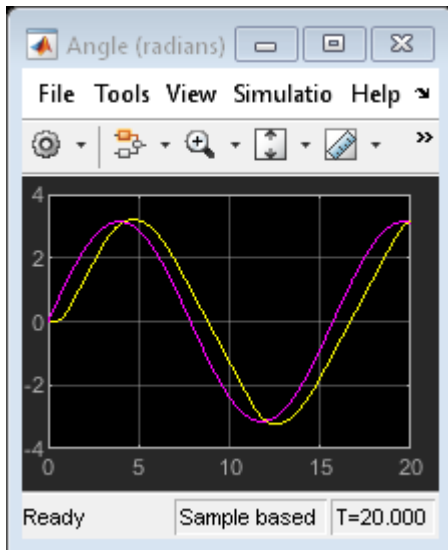 Angle (radians)
File Tools View Simulatio Help
4
2
0
-2
-4
0 5 10 15 20
Ready Sample based T=20.000